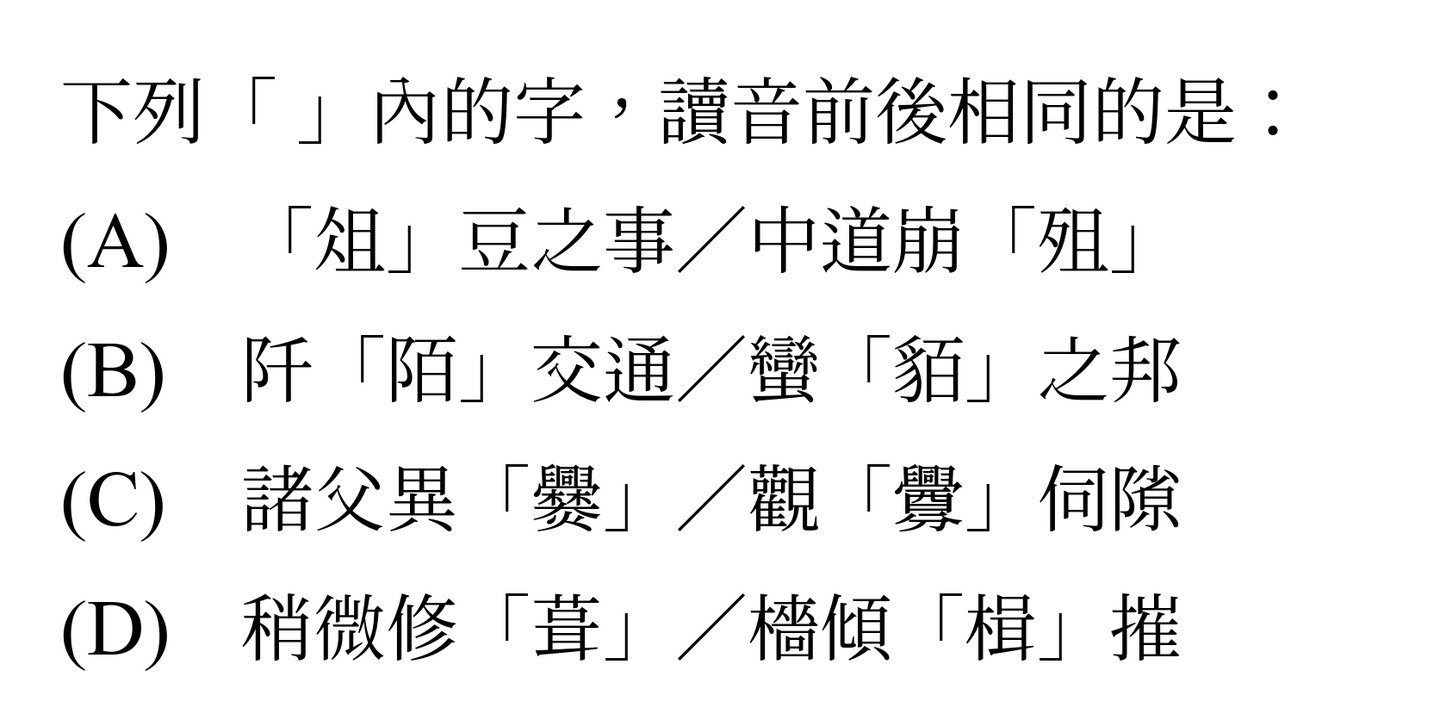 下列「 」內的字，讀音前後相同的是：
(A) 「俎」豆之事／中道崩「殂」
(B) 阡「陌」交通／蠻「貊」之邦
(C) 諸父異「爨」／觀「釁」伺隙
(D) 稍微修「葺」／檣傾「楫」摧